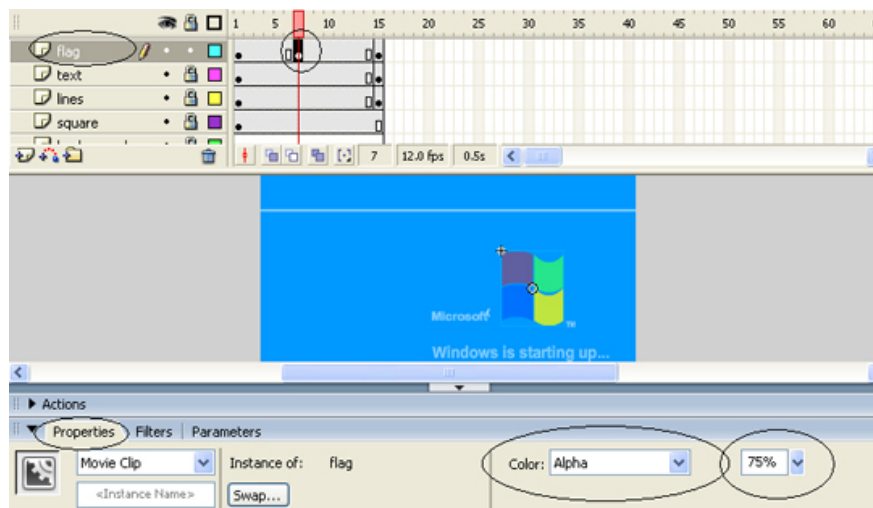 1 5 10 15 20 25 30 35 40 45 50 55 60
flag
text
lines
square
7 12.0 fps 0.5s
Microsoft
TM
Windows is starting up...
Actions
Properties Filters Parameters
Movie Clip Instance of: flag Color: Alpha 75%
<Instance Name> Swap...